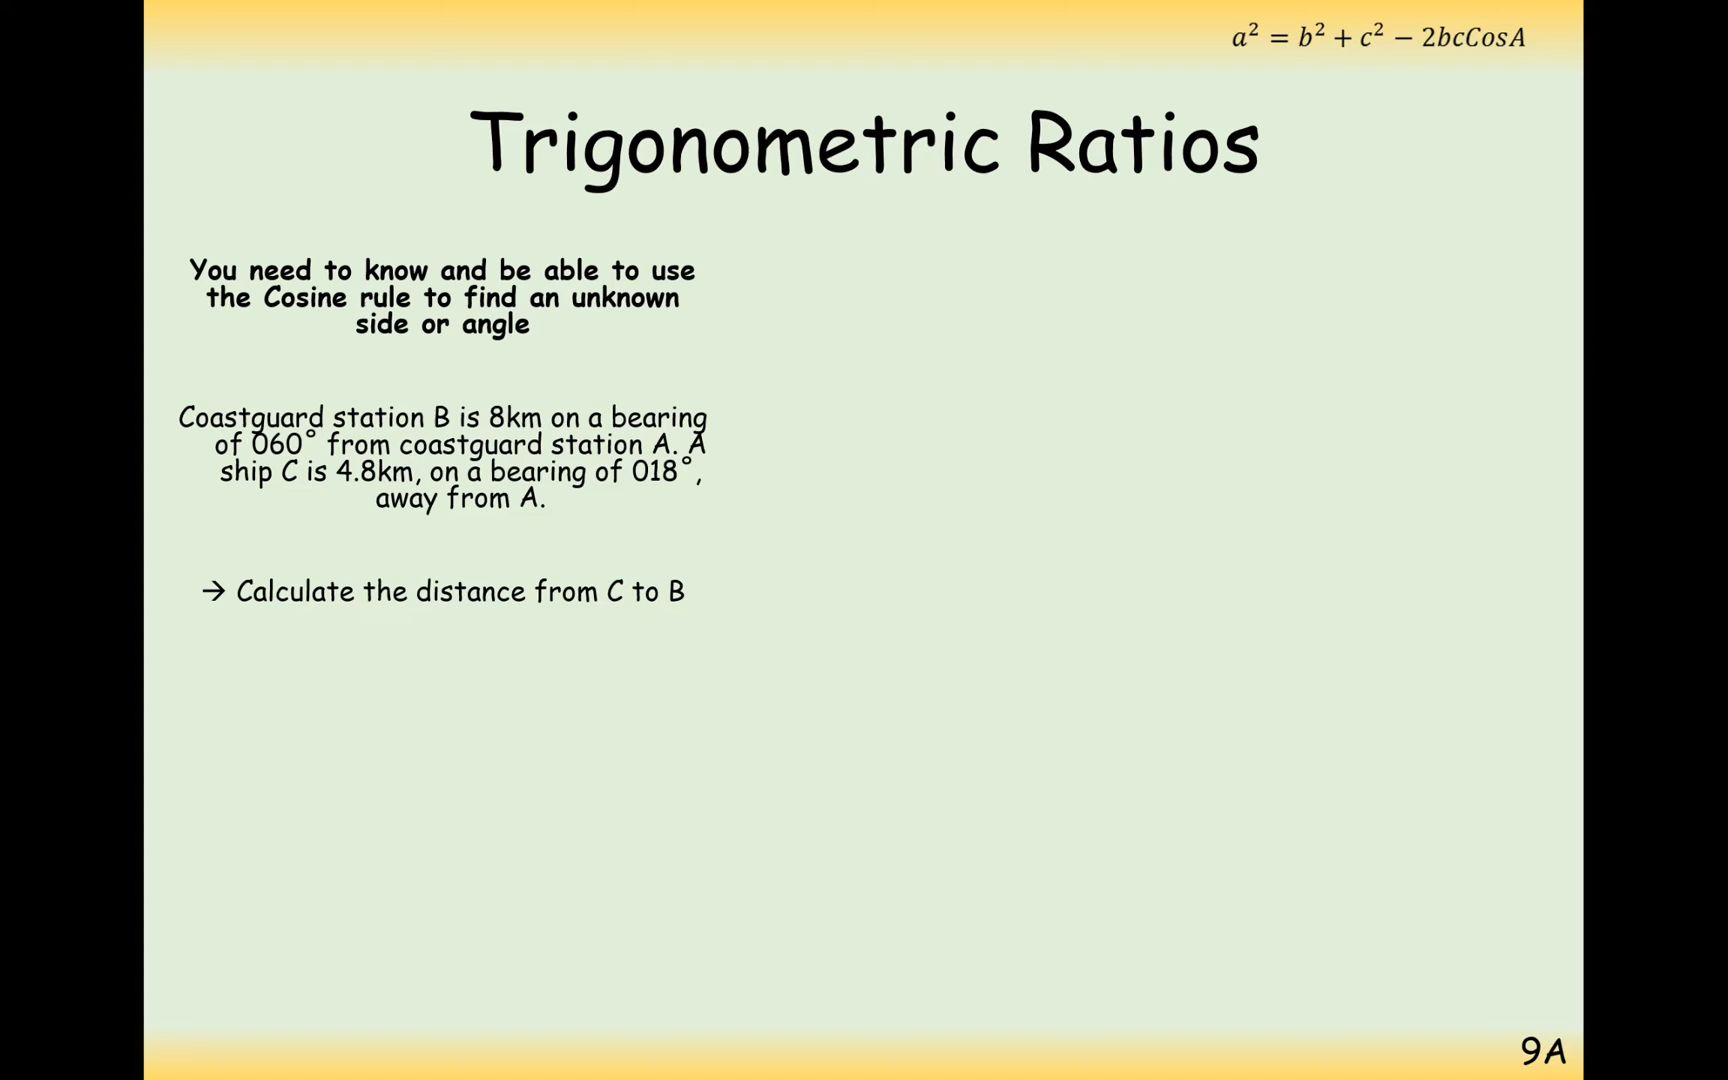 a² = b² + c² − 2bcCosA
Trigonometric Ratios
You need to know and be able to use
the Cosine rule to find an unknown
side or angle
Coastguard station B is 8km on a bearing
of 060° from coastguard station A. A
ship C is 4.8km, on a bearing of 018°,
away from A.
→ Calculate the distance from C to B
9A